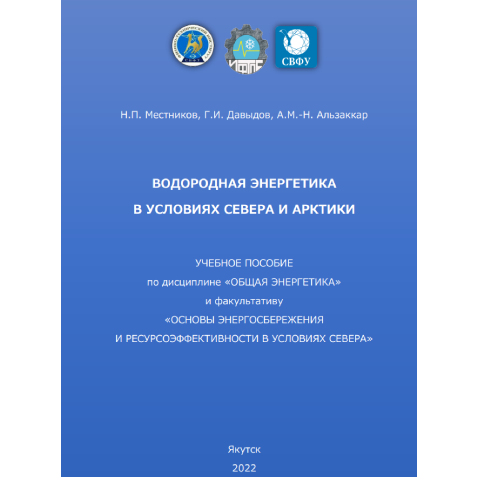 СВФУ
Н.П. Местников, Г.И. Давыдов, А.М.-Н. Альзаккар
ВОДОРОДНАЯ ЭНЕРГЕТИКА
В УСЛОВИЯХ СЕВЕРА И АРКТИКИ
УЧЕБНОЕ ПОСОБИЕ
по дисциплине «ОБЩАЯ ЭНЕРГЕТИКА»
и факультативу
«ОСНОВЫ ЭНЕРГОСБЕРЕЖЕНИЯ
И РЕСУРСОЭФФЕКТИВНОСТИ В УСЛОВИЯХ СЕВЕРА»
Якутск
2022